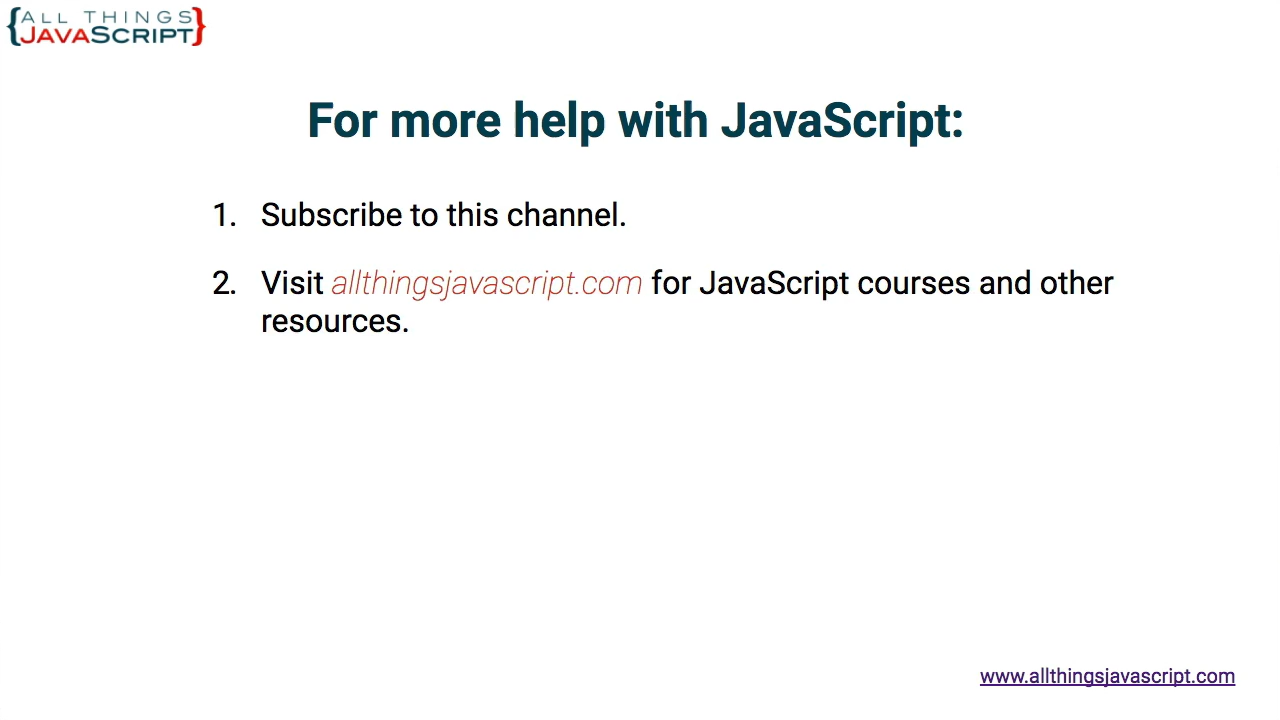 {ALL THINGS
JAVASCRIPT}
For more help with JavaScript:
1. Subscribe to this channel.
2. Visit allthingsjavascript.com for JavaScript courses and other
resources.
www.allthingsjavascript.com